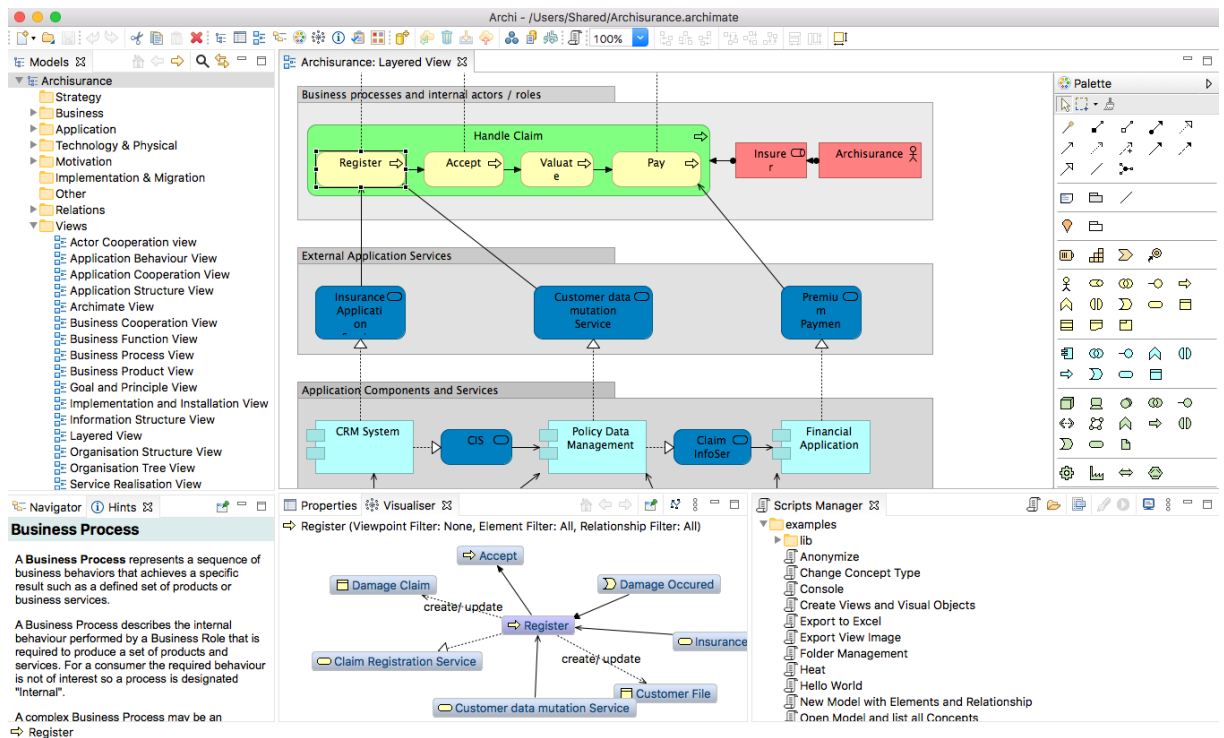 Archi - /Users/Shared/Archisurance.archimate
100%
Models
Archisurance
Strategy
Business
Application
Technology & Physical
Motivation
Implementation & Migration
Other
Relations
Views
Actor Cooperation view
Application Behaviour View
Application Cooperation View
Application Structure View
Archimate View
Business Cooperation View
Business Function View
Business Process View
Business Product View
Goal and Principle View
Implementation and Installation View
Information Structure View
Layered View
Organisation Structure View
Organisation Tree View
Service Realisation View
Archisurance: Layered View
Business processes and internal actors / roles
Handle Claim
Register
Accept
Valuat
e
Pay
Insure
r
Archisurance
External Application Services
Insurance
Applicati
on
Customer data
mutation
Service
Premiu
m
Paymen
Application Components and Services
CRM System
CIS
Policy Data
Management
Claim
InfoSer
Financial
Application
Palette
Navigator
Hints
Business Process
A Business Process represents a sequence of
business behaviors that achieves a specific
result such as a defined set of products or
business services.
A Business Process describes the internal
behaviour performed by a Business Role that is
required to produce a set of products and
services. For a consumer the required behaviour
is not of interest so a process is designated
"Internal".
A complex Business Process may be an
Properties
Visualiser
Register (Viewpoint Filter: None, Element Filter: All, Relationship Filter: All)
Accept
Damage Claim
Damage Occured
create/ update
Register
Insurance
Claim Registration Service
create/ update
Customer File
Customer data mutation Service
Scripts Manager
examples
lib
Anonymize
Change Concept Type
Console
Create Views and Visual Objects
Export to Excel
Export View Image
Folder Management
Heat
Hello World
New Model with Elements and Relationship
Open Model and list all Concepts
Register